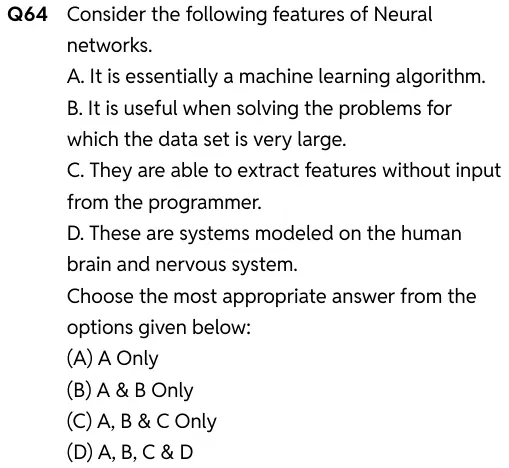 Q64 Consider the following features of Neural
networks.
A. It is essentially a machine learning algorithm.
B. It is useful when solving the problems for
which the data set is very large.
C. They are able to extract features without input
from the programmer.
D. These are systems modeled on the human
brain and nervous system.
Choose the most appropriate answer from the
options given below:
(A) A Only
(B) A & B Only
(C) A, B & C Only
(D) A, B, C & D